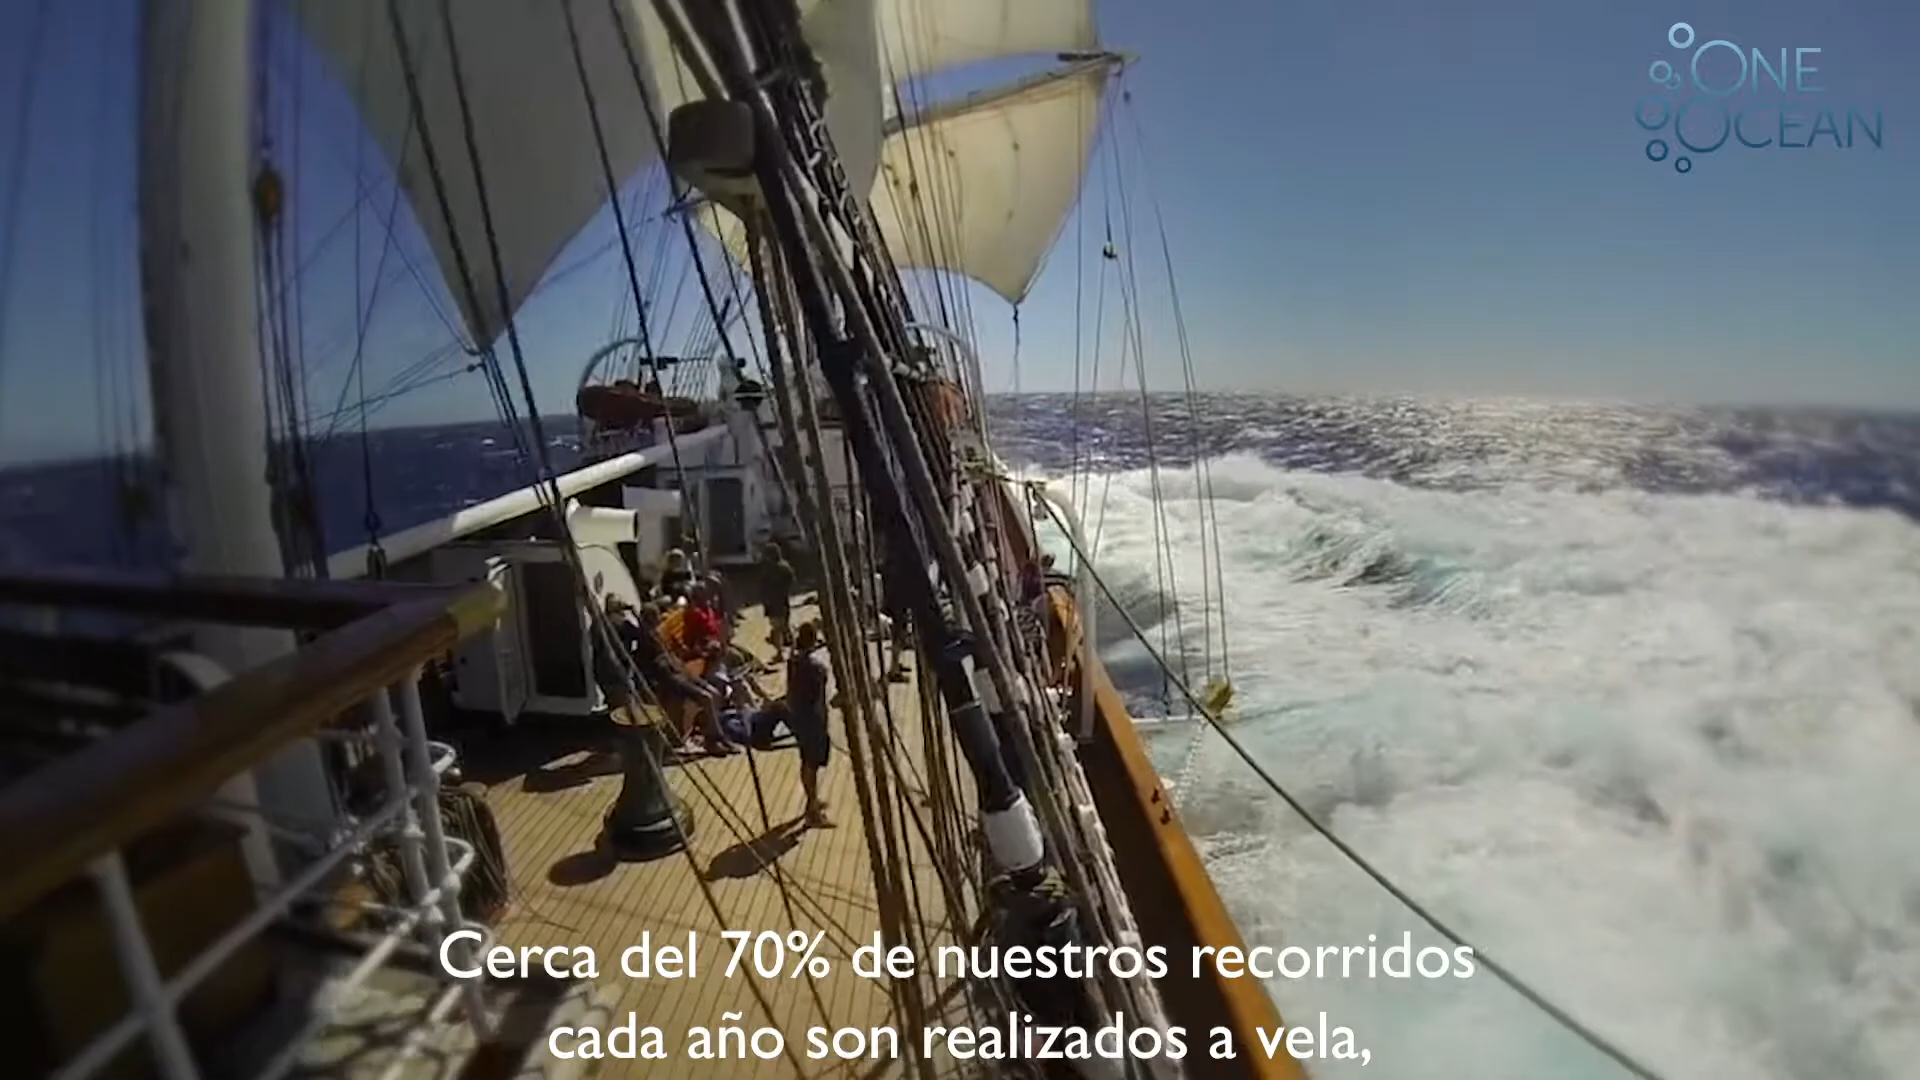 ONE
OCEAN
Cerca del 70% de nuestros recorridos
cada año son realizados a vela,